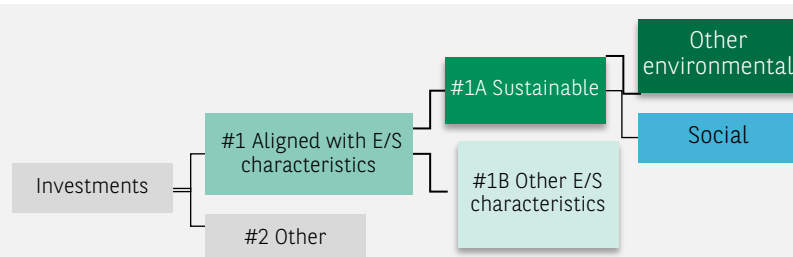 Other
environmental
#1A Sustainable
#1 Aligned with E/S
characteristics
Social
Investments
#1B Other E/S
characteristics
#2 Other